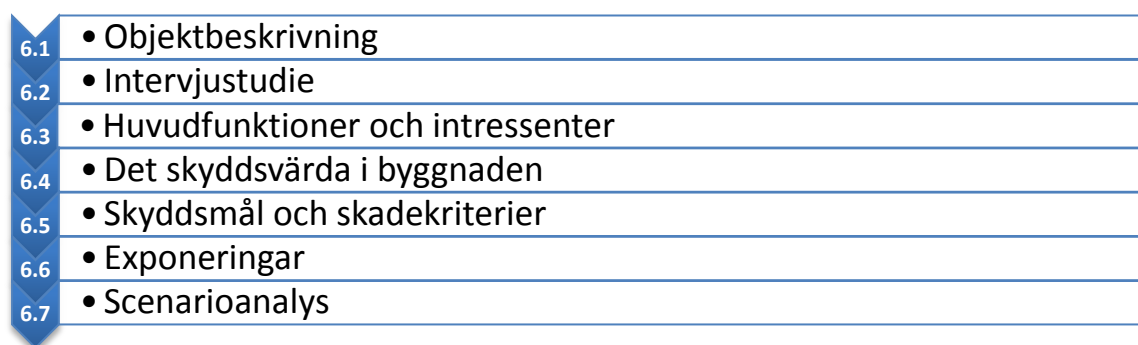 6.1 • Objektbeskrivning
6.2 • Intervjustudie
6.3 • Huvudfunktioner och intressenter
6.4 • Det skyddsvärda i byggnaden
6.5 • Skyddsmål och skadekriterier
6.6 • Exponeringar
6.7 • Scenarioanalys